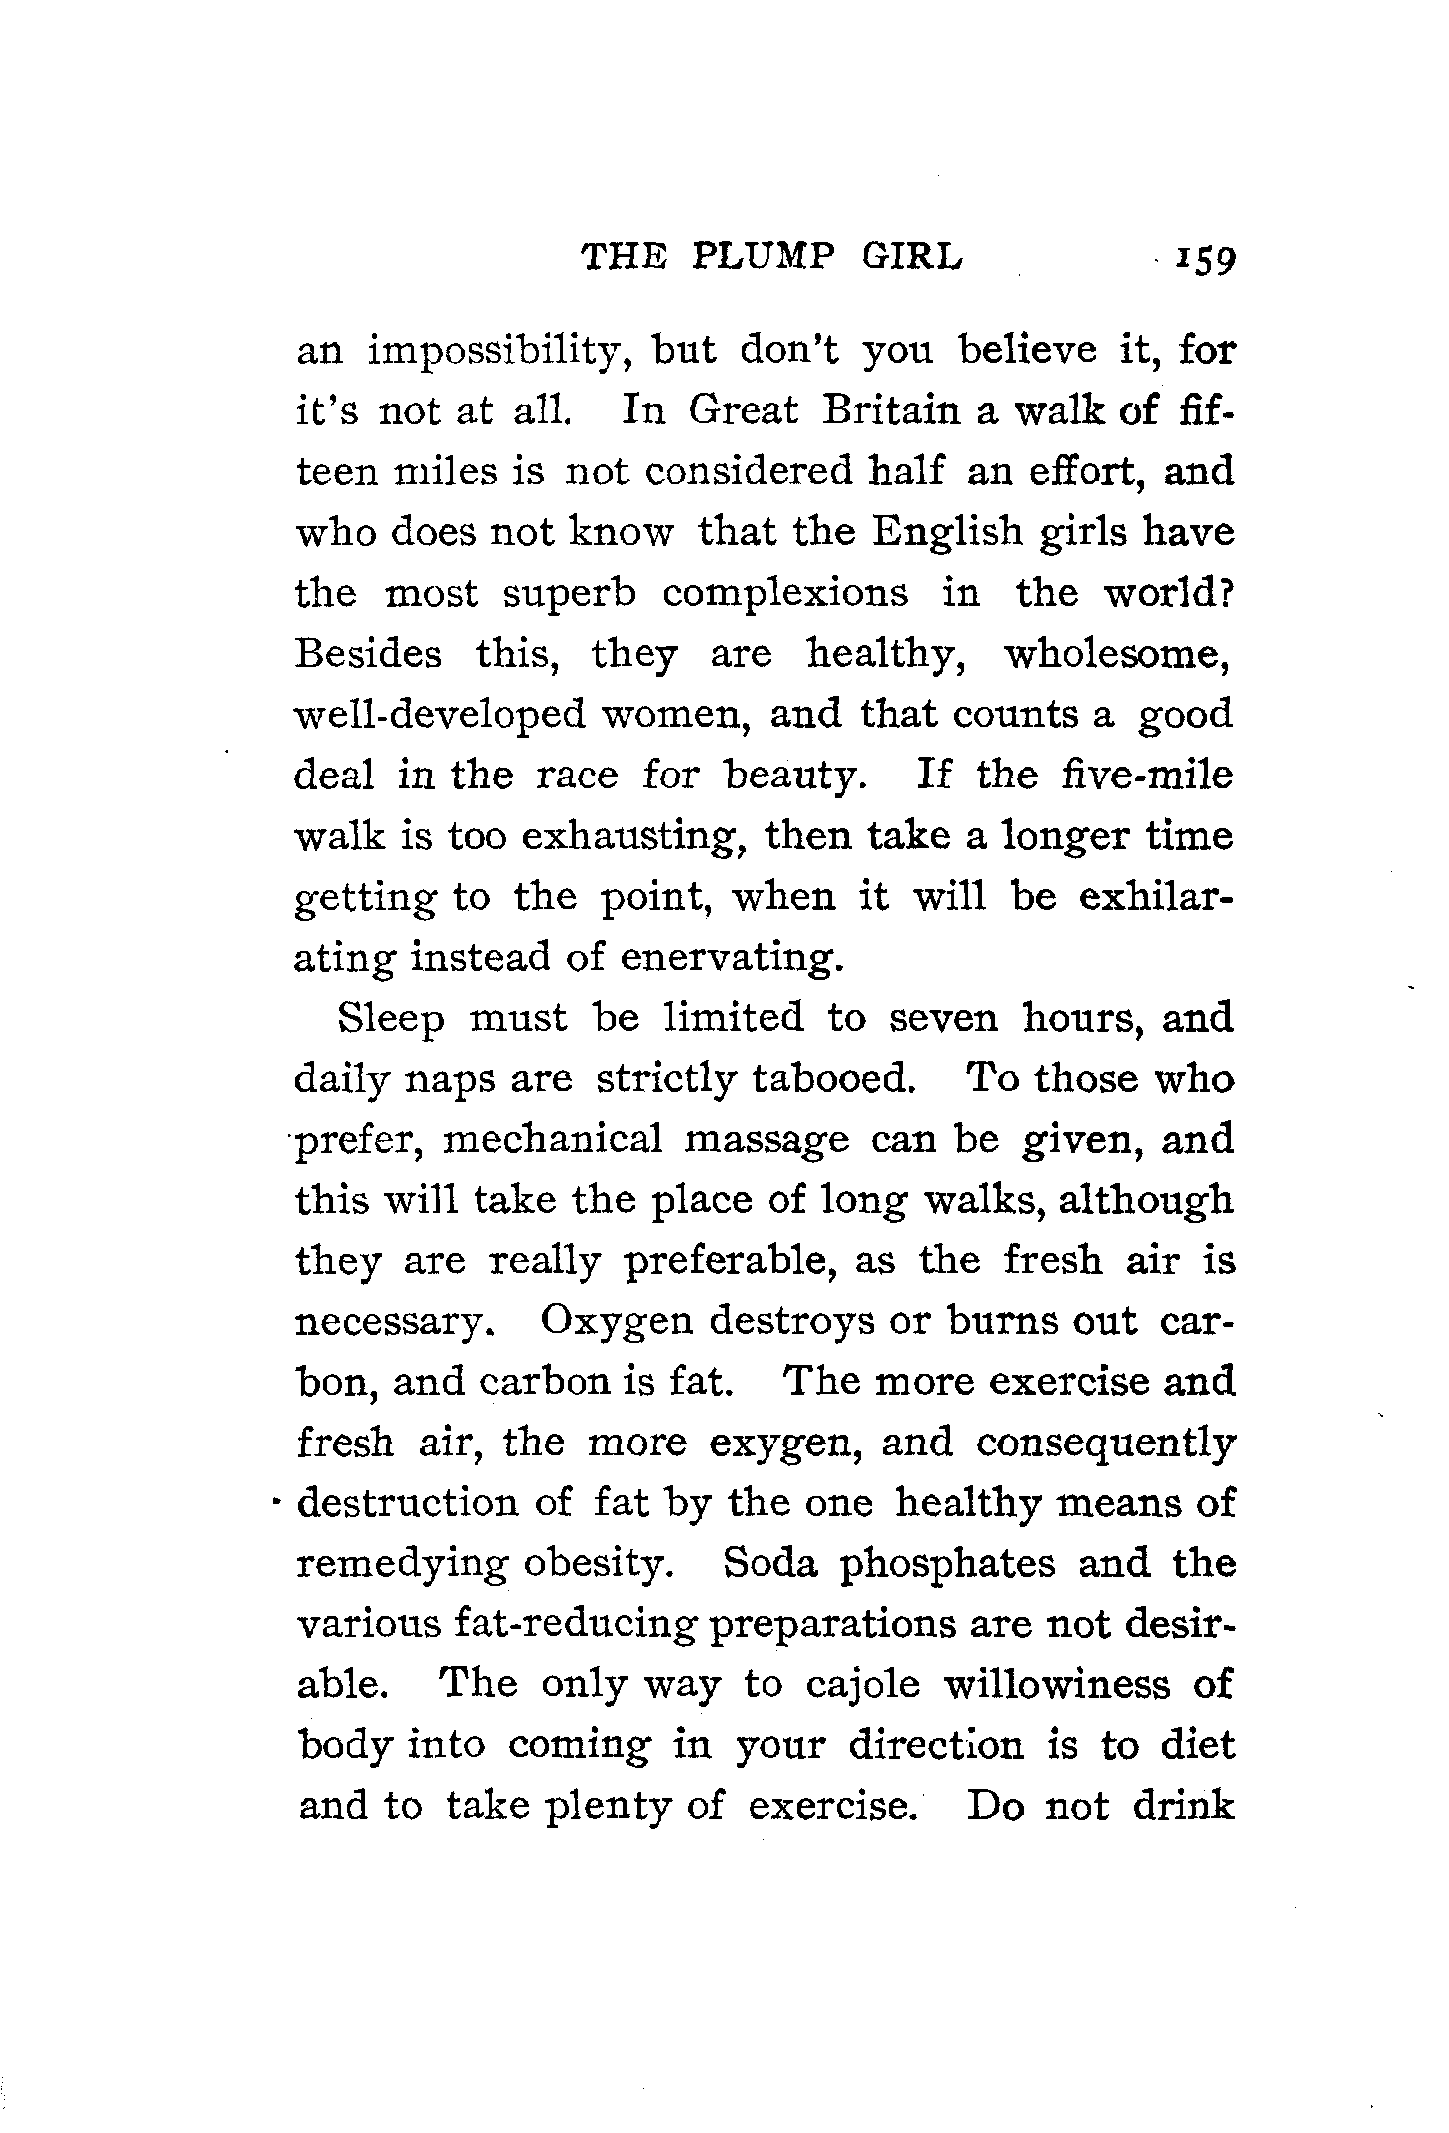 THE PLUMP GIRL 159
an impossibility, but don't you believe it, for
it's not at all. In Great Britain a walk of fif-
teen miles is not considered half an effort, and
who does not know that the English girls have
the most superb complexions in the world?
Besides this, they are healthy, wholesome,
well-developed women, and that counts a good
deal in the race for beauty. If the five-mile
walk is too exhausting, then take a longer time
getting to the point, when it will be exhilar-
ating instead of enervating.
Sleep must be limited to seven hours, and
daily naps are strictly tabooed. To those who
prefer, mechanical massage can be given, and
this will take the place of long walks, although
they are really preferable, as the fresh air is
necessary. Oxygen destroys or burns out car-
bon, and carbon is fat. The more exercise and
fresh air, the more exygen, and consequently
destruction of fat by the one healthy means of
remedying obesity. Soda phosphates and the
various fat-reducing preparations are not desir-
able. The only way to cajole willowiness of
body into coming in your direction is to diet
and to take plenty of exercise. Do not drink